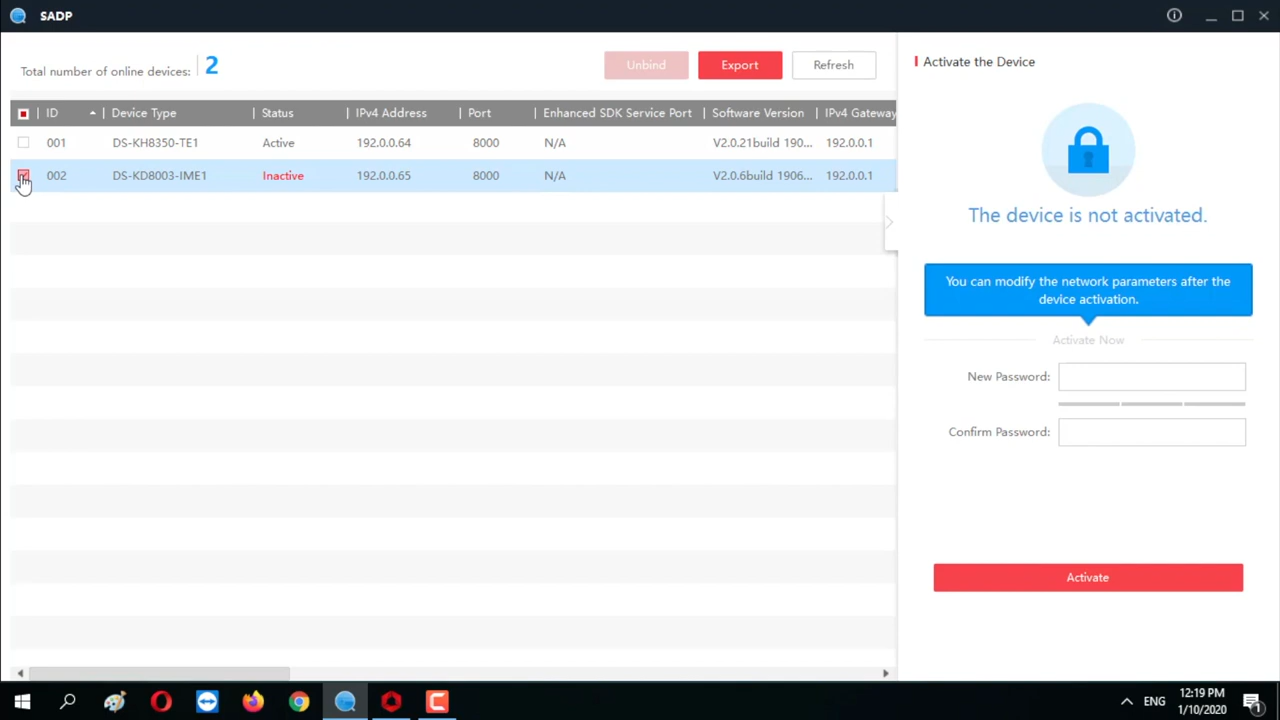 SADP
Total number of online devices: 2
Unbind
Export
Refresh
ID Device Type Status IPv4 Address Port Enhanced SDK Service Port Software Version IPv4 Gateway
001 DS-KH8350-TE1 Active 192.0.0.64 8000 N/A V2.0.21build 190... 192.0.0.1
002 DS-KD8003-IME1 Inactive 192.0.0.65 8000 N/A V2.0.6build 1906... 192.0.0.1
Activate the Device
The device is not activated.
You can modify the network parameters after the
device activation.
Activate Now
New Password:
Confirm Password:
Activate
ENG
12:19 PM
1/10/2020
1